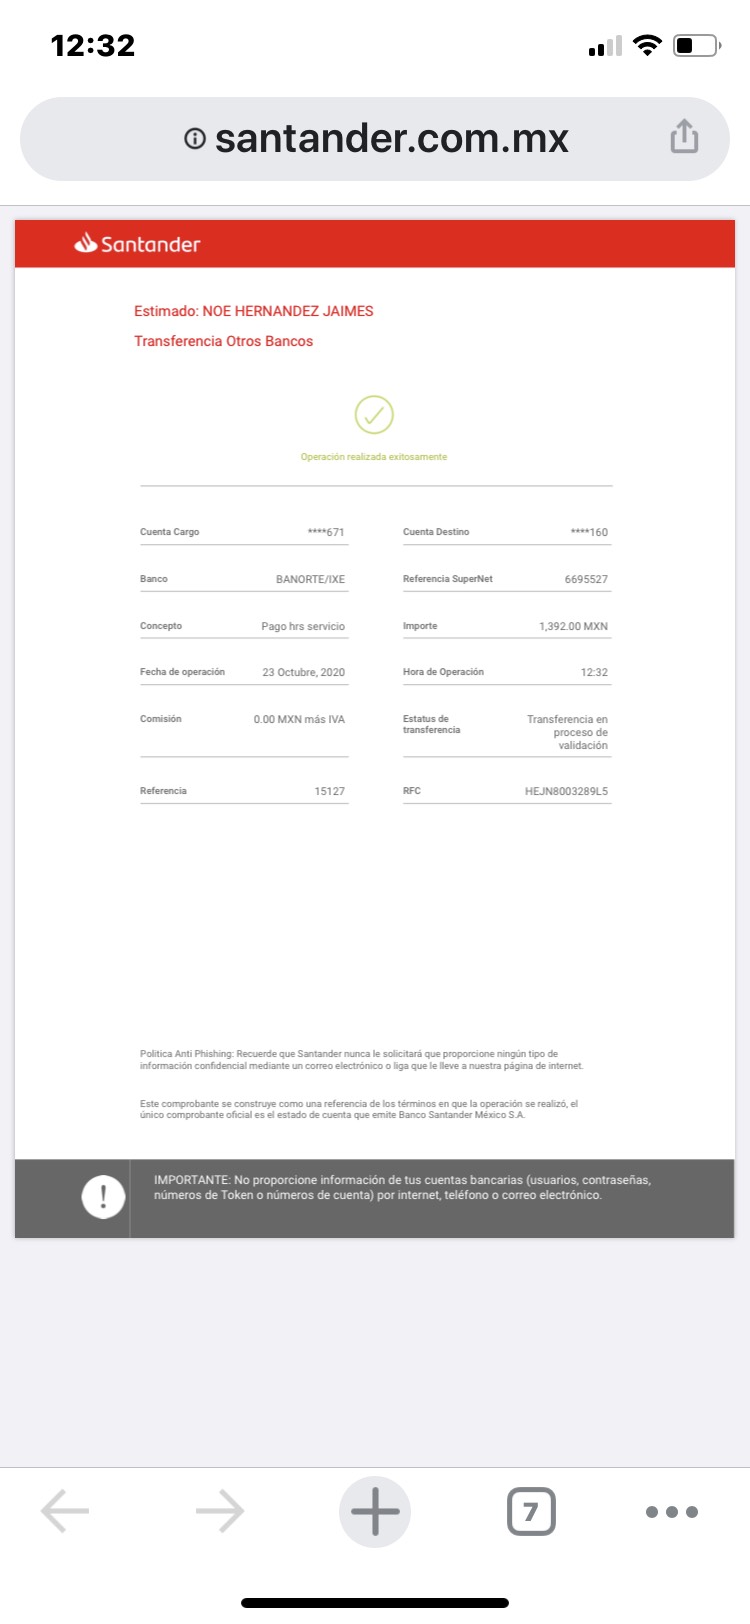 12:32
santander.com.mx
Santander
Estimado: NOE HERNANDEZ JAIMES
Transferencia Otros Bancos
Operación realizada exitosamente
Cuenta Cargo ****671
Cuenta Destino ****160
Banco BANORTE/IXE
Referencia SuperNet 6695527
Concepto Pago hrs servicio
Importe 1,392.00 MXN
Fecha de operación 23 Octubre, 2020
Hora de Operación 12:32
Comisión 0.00 MXN más IVA
Estatus de Transferencia en
transferencia proceso de
validación
Referencia 15127
RFC HEJN8003289L5
Politica Anti Phishing: Recuerde que Santander nunca le solicitará que proporcione ningún tipo de
información confidencial mediante un correo electrónico o liga que le lleve a nuestra página de internet.
Este comprobante se construye como una referencia de los términos en que la operación se realizó, el
único comprobante oficial es el estado de cuenta que emite Banco Santander México S.A.
IMPORTANTE: No proporcione información de tus cuentas bancarias (usuarios, contraseñas,
números de Token o números de cuenta) por internet, teléfono o correo electrónico.
7